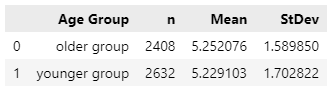 Age Group n Mean StDev
0 older group 2408 5.252076 1.589850
1 younger group 2632 5.229103 1.702822